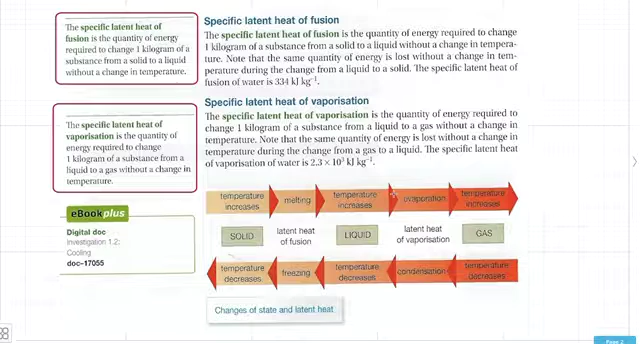 The specific latent heat of
fusion is the quantity of energy
required to change 1 kilogram of a
substance from a solid to a liquid
without a change in temperature.
Specific latent heat of fusion
The specific latent heat of fusion is the quantity of energy required to change
1 kilogram of a substance from a solid to a liquid without a change in tempera-
ture. Note that the same quantity of energy is lost without a change in tem-
perature during the change from a liquid to a solid. The specific latent heat of
fusion of water is 334 kJ kg⁻¹.
The specific latent heat of
vaporisation is the quantity of
energy required to change
1 kilogram of a substance from a
liquid to a gas without a change in
temperature.
Specific latent heat of vaporisation
The specific latent heat of vaporisation is the quantity of energy required to
change 1 kilogram of a substance from a liquid to a gas without a change in
temperature. Note that the same quantity of energy is lost without a change in
temperature during the change from a gas to a liquid. The specific latent heat
of vaporisation of water is 2.3 × 10³ kJ kg⁻¹.
eBookplus
Digital doc
Investigation 1.2:
Cooling
doc-17055
temperature increases
melting
temperature increases
evaporation
temperature increases
SOLID
latent heat of fusion
LIQUID
latent heat of vaporisation
GAS
temperature decreases
freezing
temperature decreases
condensation
temperature decreases
Changes of state and latent heat
Page 2